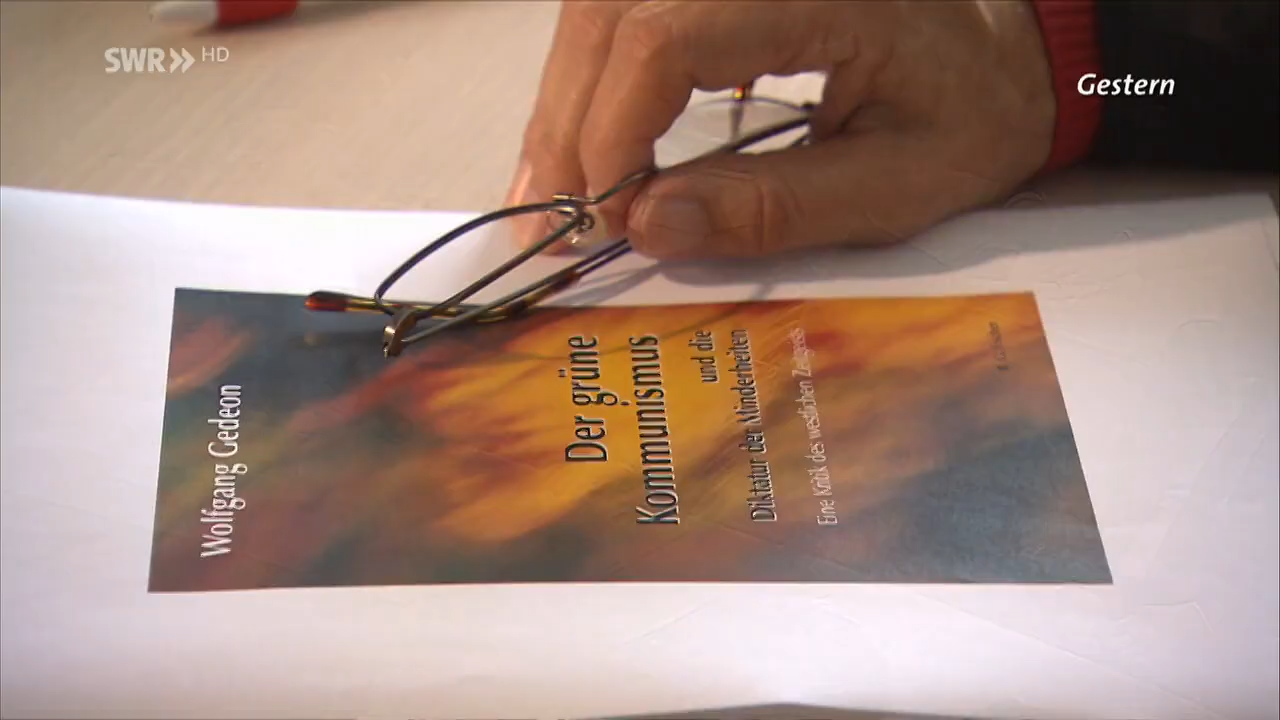 SWR HD
Gestern
Wolfgang Gedeon
Der grüne
Kommunismus
und die
Diktatur der Minderheiten
Eine Kritik des westlichen Zeitgeists